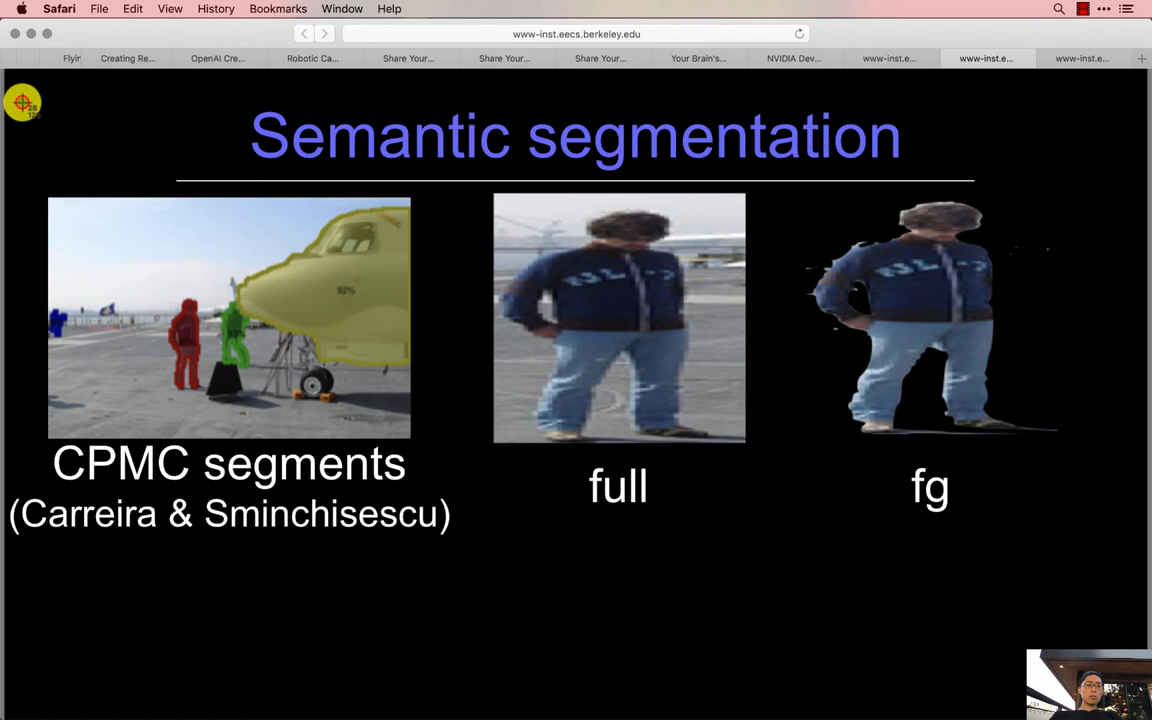 Safari File Edit View History Bookmarks Window Help
www-inst.eecs.berkeley.edu
Flyin Creating Re... OpenAI Cre... Robotic Ca... Share Your... Share Your... Share Your... Your Brain's... NVIDIA Dev... www-inst.e... www-inst.e... www-inst.e...
Semantic segmentation
92%
CPMC segments
(Carreira & Sminchisescu)
full
fg